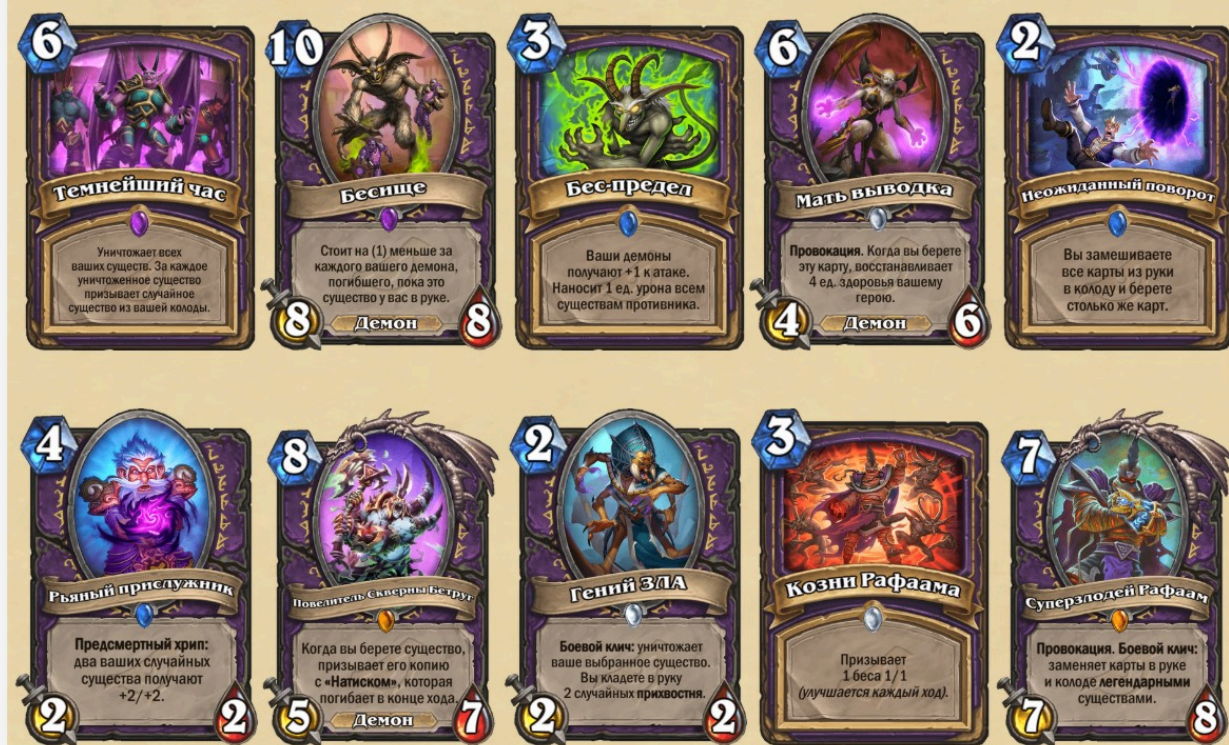 6
Темнейший час
Уничтожает всех
ваших существ. За каждое
уничтоженное существо
призывает случайное
существо из вашей колоды.
10
Бесище
Стоит на (1) меньше за
каждого вашего демона,
погибшего, пока это
существо у вас в руке.
8
Демон
8
3
Бес-предел
Ваши демоны
получают +1 к атаке.
Наносит 1 ед. урона всем
существам противника.
6
Мать выводка
Провокация. Когда вы берете
эту карту, восстанавливает
4 ед. здоровья вашему
герою.
4
Демон
6
2
Неожиданный поворот
Вы замешиваете
все карты из руки
в колоду и берете
столько же карт.
4
Рьяный прислужник
Предсмертный хрип:
два ваших случайных
существа получают
+2/+2.
2
2
8
Повелитель Скверны Бетруг
Когда вы берете существо,
призывает его копию
с «Натиском», которая
погибает в конце хода.
5
Демон
7
2
Гений ЗЛА
Боевой клич: уничтожает
ваше выбранное существо.
Вы кладете в руку
2 случайных прихвостня.
2
2
3
Козни Рафаама
Призывает
1 беса 1/1
(улучшается каждый ход).
7
Суперзлодей Рафаам
Провокация. Боевой клич:
заменяет карты в руке
и колоде легендарными
существами.
7
8